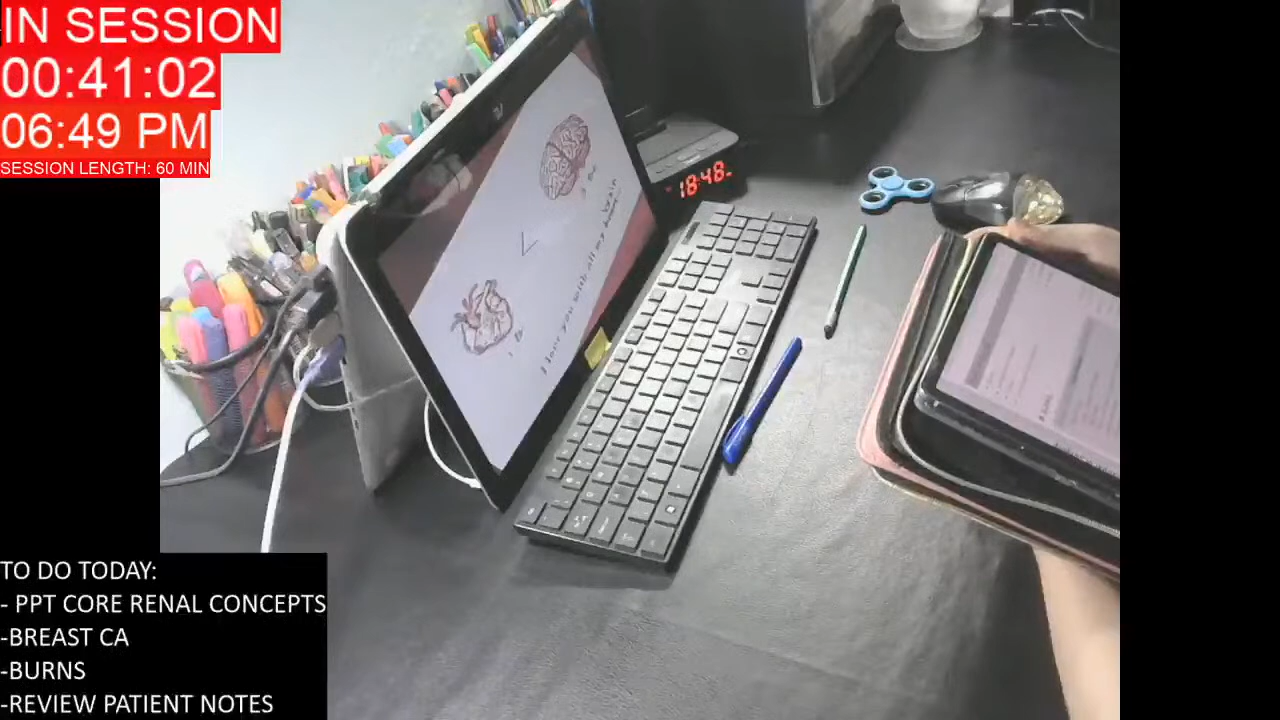 IN SESSION
00:41:02
06:49 PM
SESSION LENGTH: 60 MIN
18:48
I love you with all my
TO DO TODAY:
- PPT CORE RENAL CONCEPTS
-BREAST CA
-BURNS
-REVIEW PATIENT NOTES